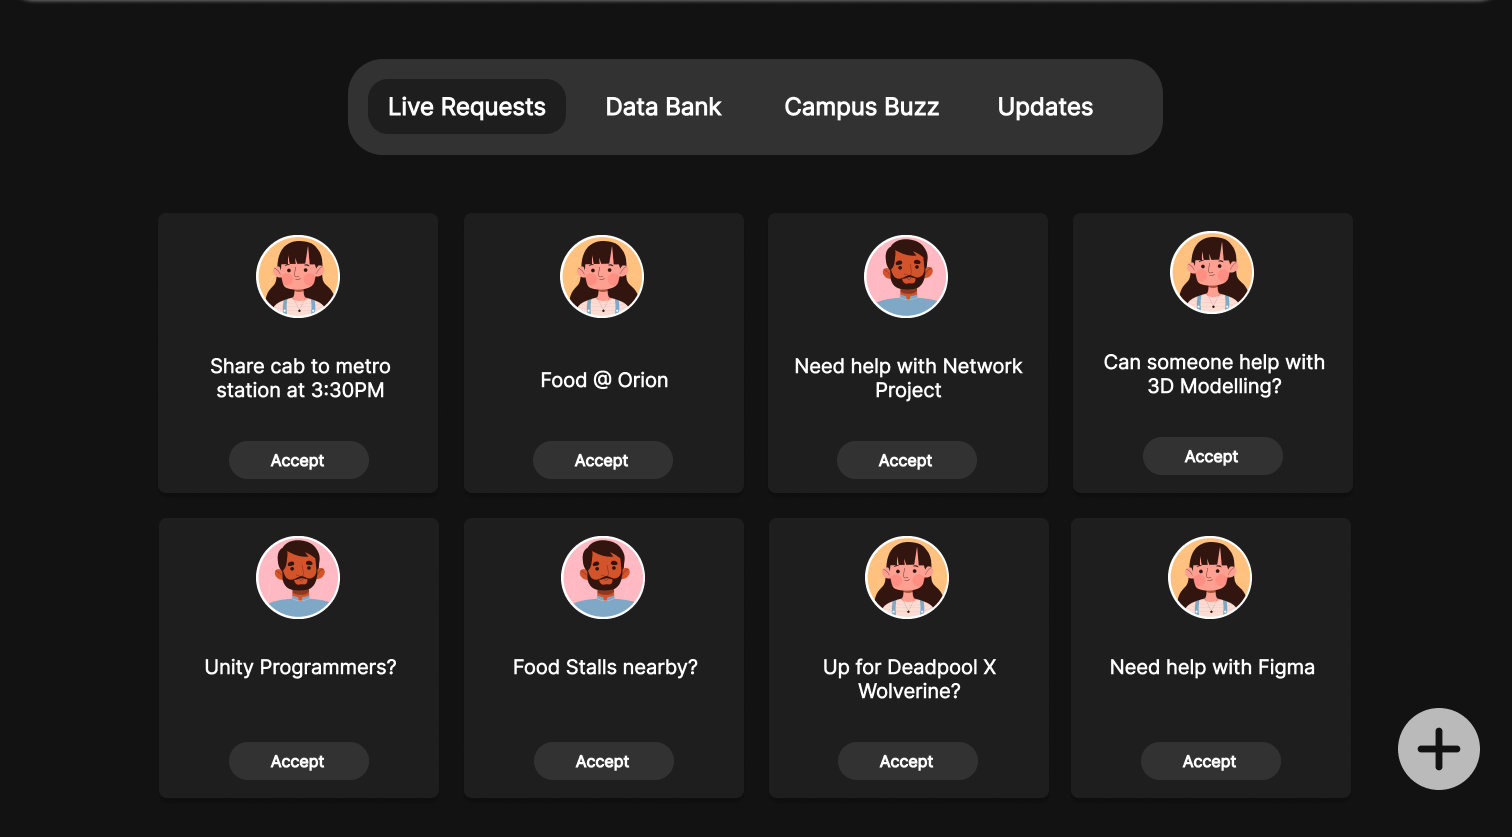 Live Requests
Data Bank
Campus Buzz
Updates
Share cab to metro
station at 3:30PM
Accept
Food @ Orion
Accept
Need help with Network
Project
Accept
Can someone help with
3D Modelling?
Accept
Unity Programmers?
Accept
Food Stalls nearby?
Accept
Up for Deadpool X
Wolverine?
Accept
Need help with Figma
Accept